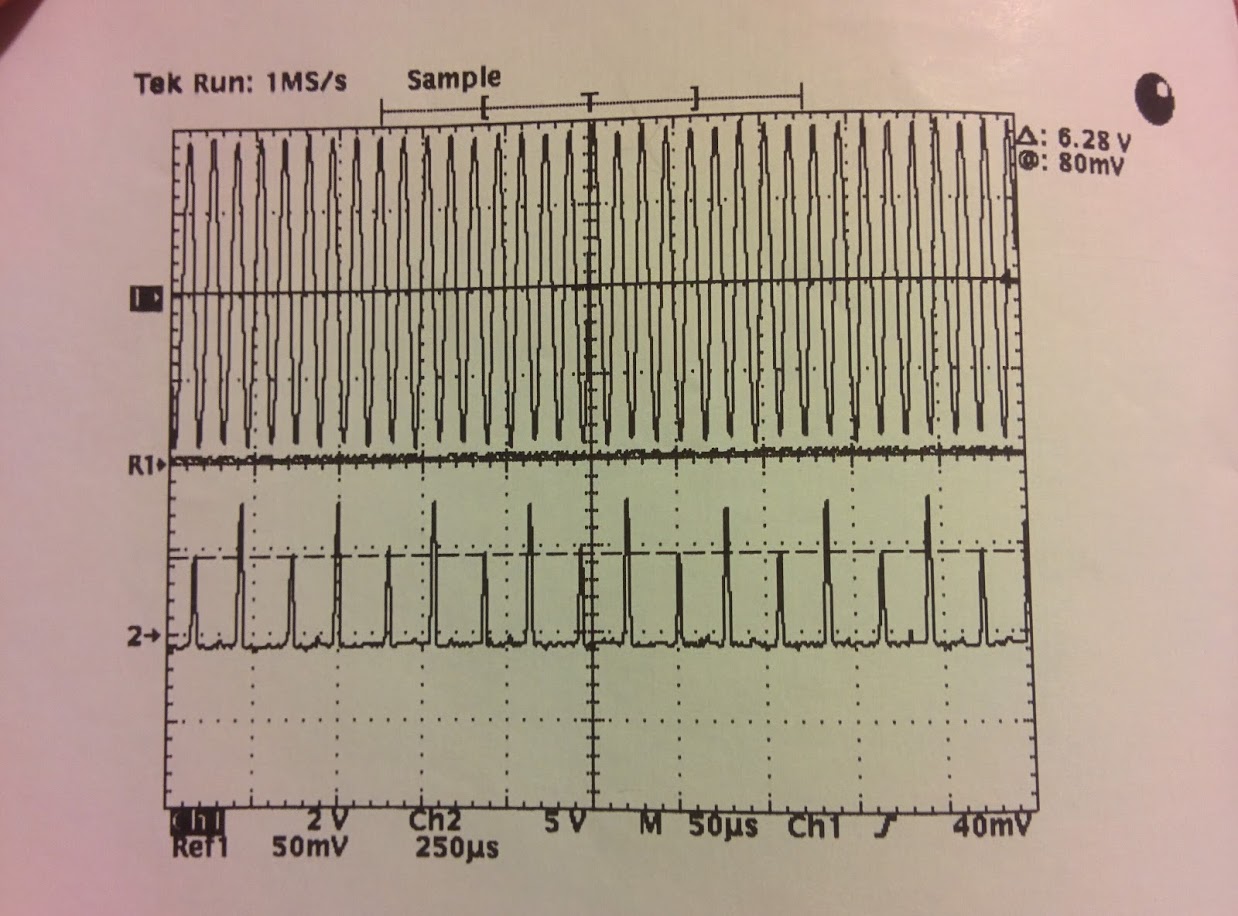 Tek Run: 1MS/s Sample
T
Δ: 6.28 V
@: 80mV
1
R1
2
Ch1 2 V Ch2 5 V M 50µs Ch1 40mV
Ref1 50mV 250µs